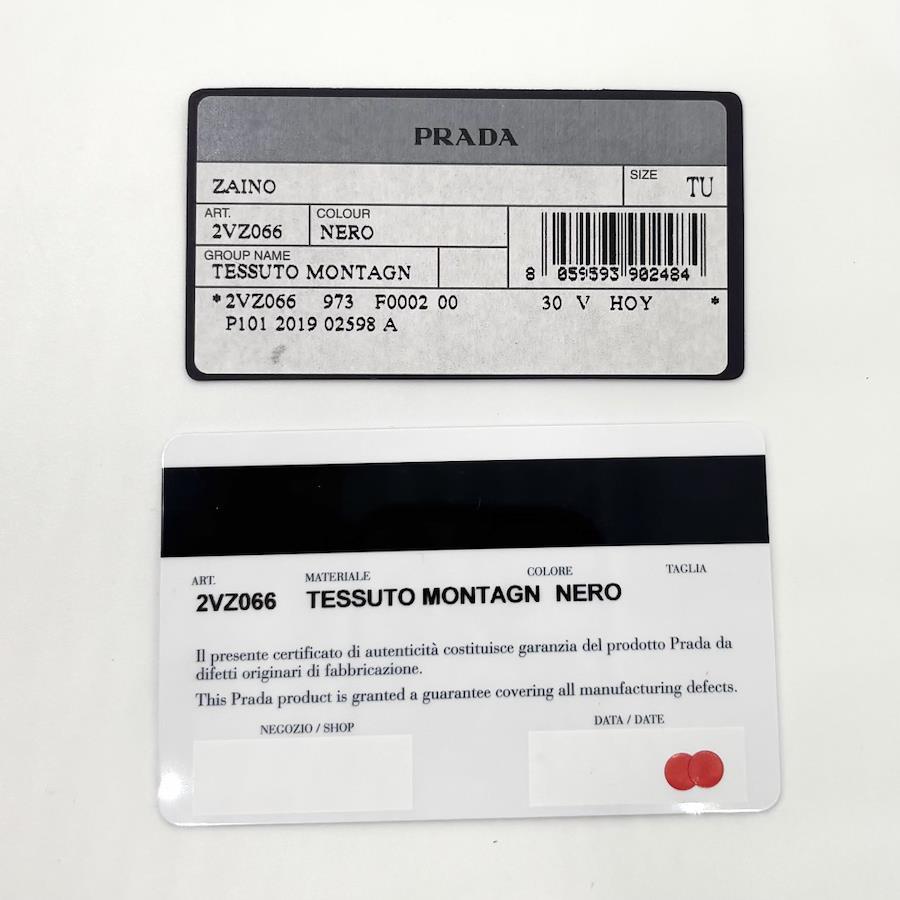 PRADA
ZAINO
SIZE TU
ART. COLOUR
2VZ066 NERO
GROUP NAME
TESSUTO MONTAGN
8 059593 902484
*2VZ066 973 F0002 00 30 V HOY *
P101 2019 02598 A
ART. MATERIALE COLORE TAGLIA
2VZ066 TESSUTO MONTAGN NERO
Il presente certificato di autenticità costituisce garanzia del prodotto Prada da
difetti originari di fabbricazione.
This Prada product is granted a guarantee covering all manufacturing defects.
NEGOZIO / SHOP DATA / DATE